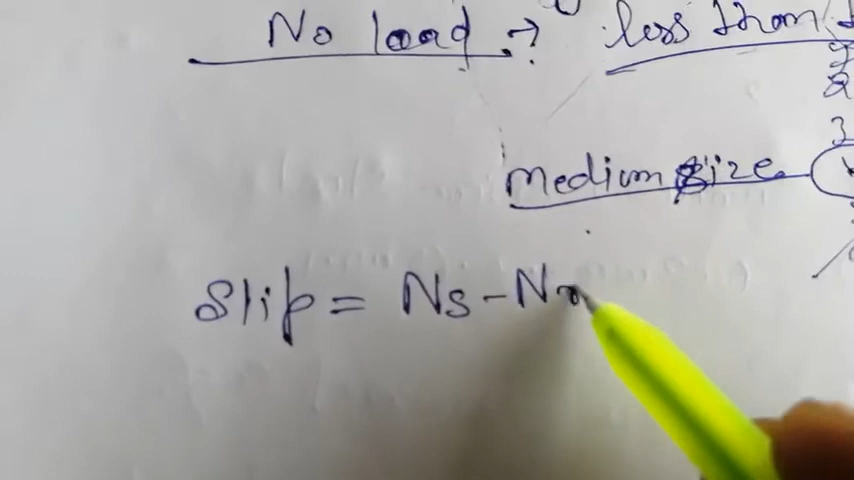 No load → less than
medium size
Slip = Ns - Nr